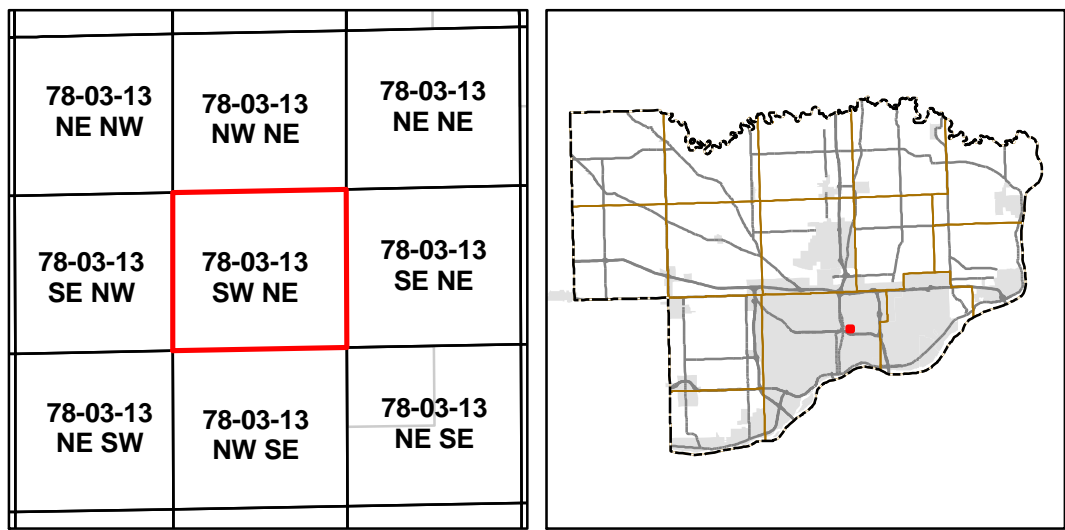 78-03-13
NE NW
78-03-13
NW NE
78-03-13
NE NE
78-03-13
SE NW
78-03-13
SW NE
78-03-13
SE NE
78-03-13
NE SW
78-03-13
NW SE
78-03-13
NE SE